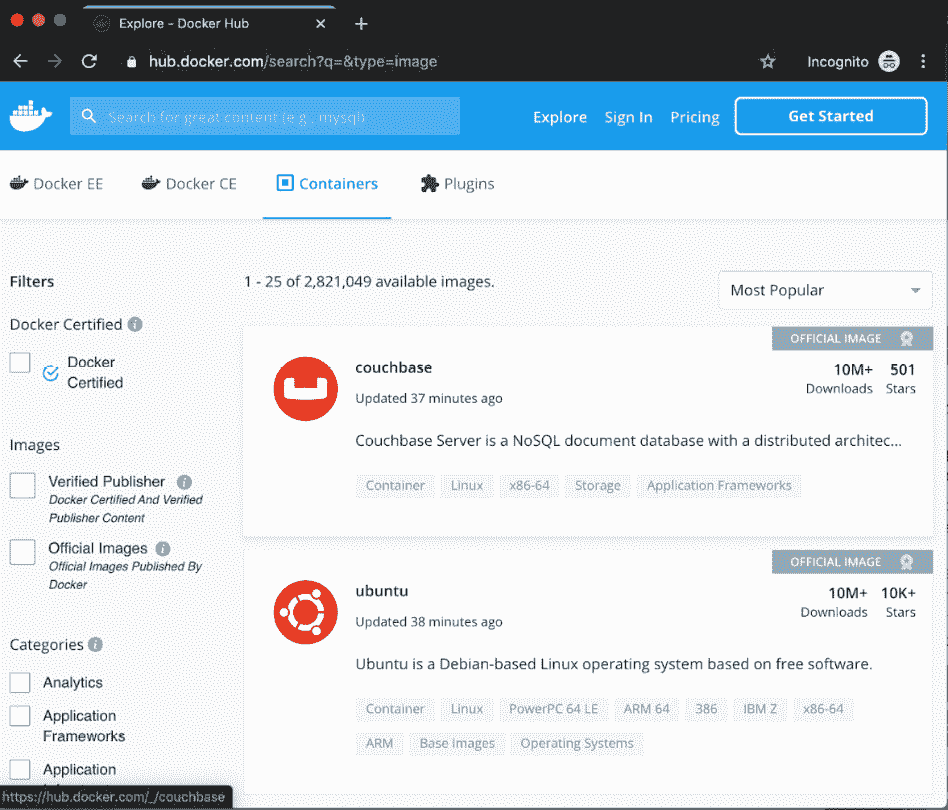 Explore - Docker Hub
hub.docker.com/search?q=&type=image
Incognito
Search for great content (e.g., mysql)
Explore
Sign In
Pricing
Get Started
Docker EE
Docker CE
Containers
Plugins
Filters
1 - 25 of 2,821,049 available images.
Most Popular
Docker Certified
Docker
Certified
Images
Verified Publisher
Docker Certified And Verified
Publisher Content
Official Images
Official Images Published By
Docker
Categories
Analytics
Application
Frameworks
Application
https://hub.docker.com/_/couchbase
OFFICIAL IMAGE
couchbase
10M+
501
Updated 37 minutes ago
Downloads
Stars
Couchbase Server is a NoSQL document database with a distributed architec...
Container
Linux
x86-64
Storage
Application Frameworks
OFFICIAL IMAGE
ubuntu
10M+
10K+
Updated 38 minutes ago
Downloads
Stars
Ubuntu is a Debian-based Linux operating system based on free software.
Container
Linux
PowerPC 64 LE
ARM 64
386
IBM Z
x86-64
ARM
Base Images
Operating Systems